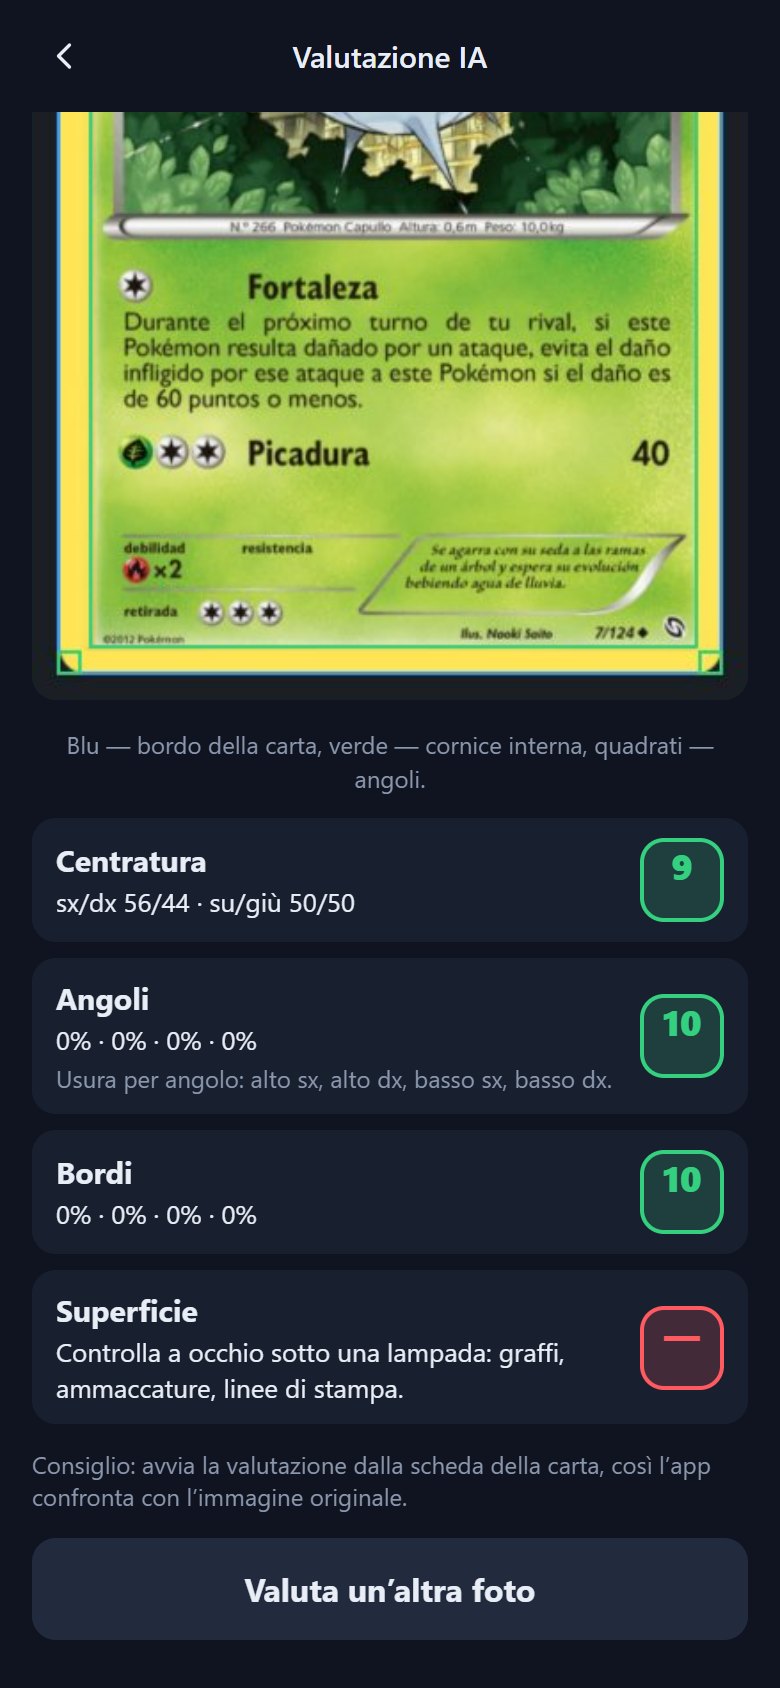 Valutazione IA
N.º 266 Pokémon Capullo Altura: 0,6m Peso: 10,0kg
Fortaleza
Durante el próximo turno de tu rival, si este
Pokémon resulta dañado por un ataque, evita el daño
infligido por ese ataque a este Pokémon si el daño es
de 60 puntos o menos.
Picadura 40
debilidad resistencia
×2
Se agarra con su seda a las ramas
de un árbol y espera su evolución
bebiendo agua de lluvia.
retirada
©2012 Pokémon
Ilus. Naoki Saito 7/124◆
Blu — bordo della carta, verde — cornice interna, quadrati —
angoli.
Centratura
sx/dx 56/44 · su/giù 50/50
9
Angoli
0% · 0% · 0% · 0%
Usura per angolo: alto sx, alto dx, basso sx, basso dx.
10
Bordi
0% · 0% · 0% · 0%
10
Superficie
Controlla a occhio sotto una lampada: graffi,
ammaccature, linee di stampa.
—
Consiglio: avvia la valutazione dalla scheda della carta, così l’app
confronta con l’immagine originale.
Valuta un’altra foto